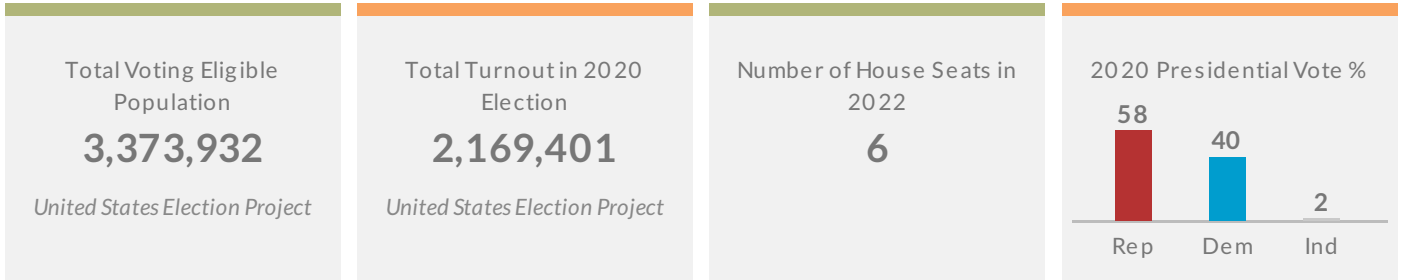 Total Voting Eligible
Population
3,373,932
United States Election Project
Total Turnout in 2020
Election
2,169,401
United States Election Project
Number of House Seats in
2022
6
2020 Presidential Vote %
58
40
2
Rep
Dem
Ind